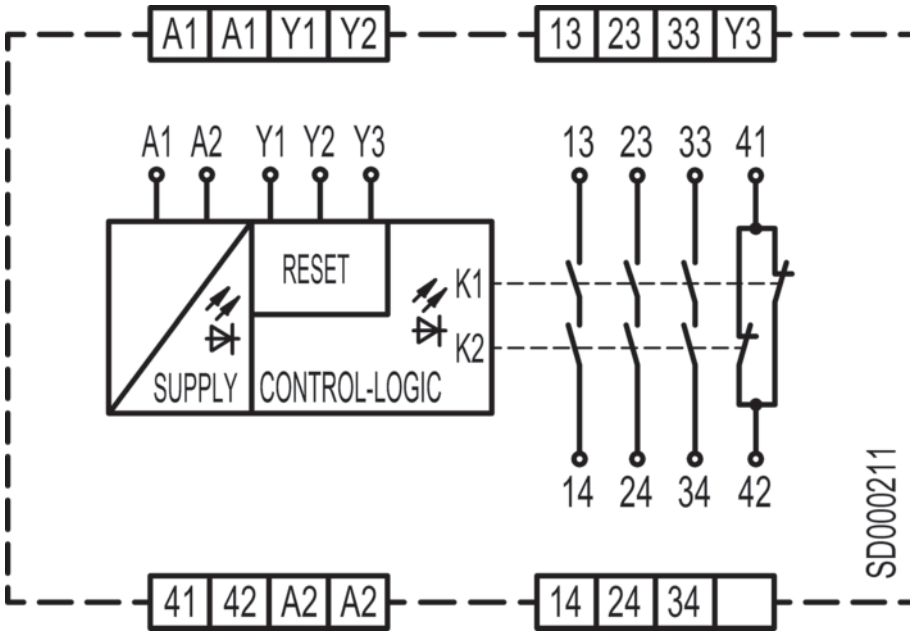 A1 A1 Y1 Y2 13 23 33 Y3
A1 A2 Y1 Y2 Y3 13 23 33 41
RESET
K1
K2
SUPPLY CONTROL-LOGIC
14 24 34 42
SD000211
41 42 A2 A2 14 24 34